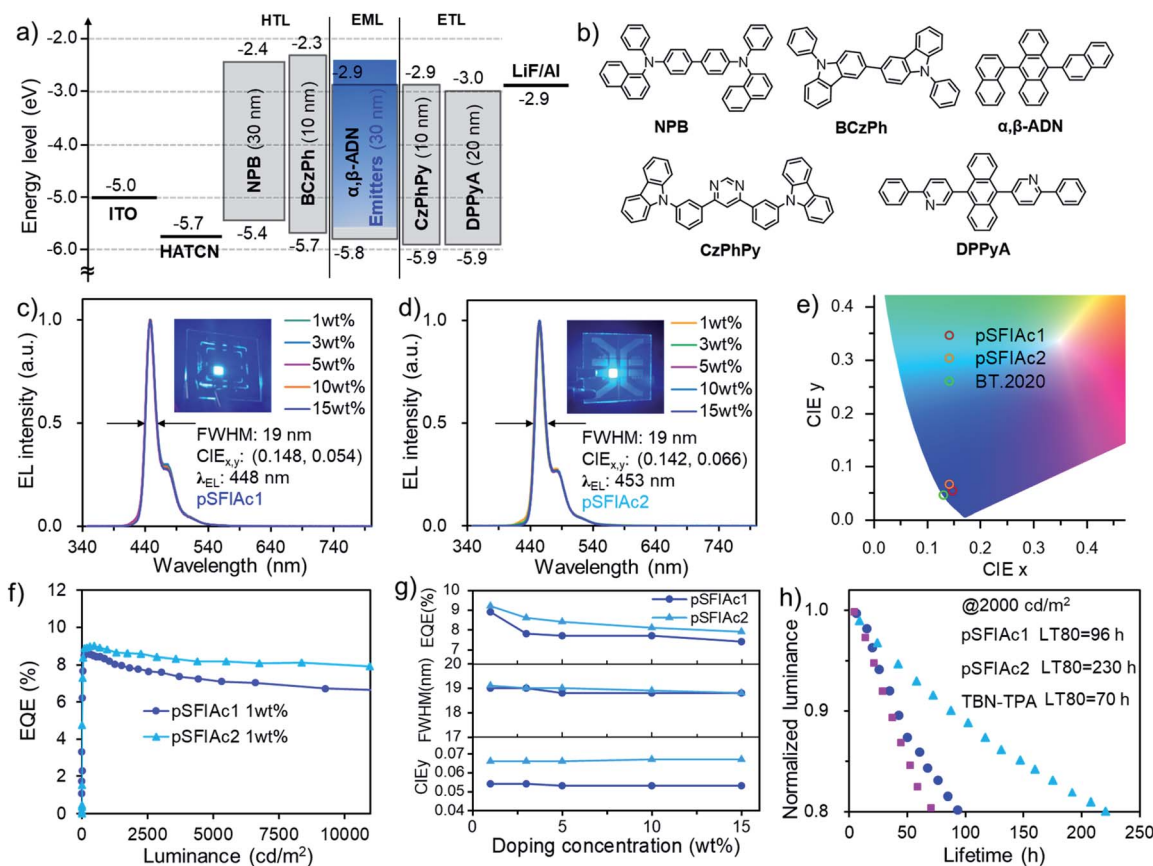 a)
HTL
EML
ETL
Energy level (eV)
-2.0
-3.0
-4.0
-5.0
-6.0
-5.0
ITO
-5.7
HATCN
-2.4
NPB (30 nm)
-5.4
-2.3
BCzPh (10 nm)
-5.7
-2.9
α,β-ADN
Emitters (30 nm)
-5.8
-2.9
CzPhPy (10 nm)
-5.9
-3.0
DPPyA (20 nm)
-5.9
LiF/Al
-2.9
b)
N
N
NPB
N
N
BCzPh
α,β-ADN
N
N
N
N
CzPhPy
N
N
DPPyA
c)
EL intensity (a.u.)
1.0
0.5
0.0
1wt%
3wt%
5wt%
10wt%
15wt%
FWHM: 19 nm
CIEx,y: (0.148, 0.054)
λEL: 448 nm
pSFIAc1
340 440 540 640 740
Wavelength (nm)
d)
EL intensity (a.u.)
1.0
0.5
0.0
1wt%
3wt%
5wt%
10wt%
15wt%
FWHM: 19 nm
CIEx,y: (0.142, 0.066)
λEL: 453 nm
pSFIAc2
340 440 540 640 740
Wavelength (nm)
e)
CIE y
0.4
0.3
0.2
0.1
0.0
pSFIAc1
pSFIAc2
BT.2020
0.0 0.1 0.2 0.3 0.4
CIE x
f)
EQE (%)
12
10
8
6
4
2
0
pSFIAc1 1wt%
pSFIAc2 1wt%
0 2500 5000 7500 10000
Luminance (cd/m²)
g)
EQE(%)
10
9
8
7
pSFIAc1
pSFIAc2
FWHM(nm)
20
19
18
17
CIEy
0.07
0.06
0.05
0.04
0 5 10 15
Doping concentration (wt%)
h)
Normalized luminance
1.0
0.9
0.8
@2000 cd/m²
pSFIAc1 LT80=96 h
pSFIAc2 LT80=230 h
TBN-TPA LT80=70 h
0 50 100 150 200 250
Lifetime (h)